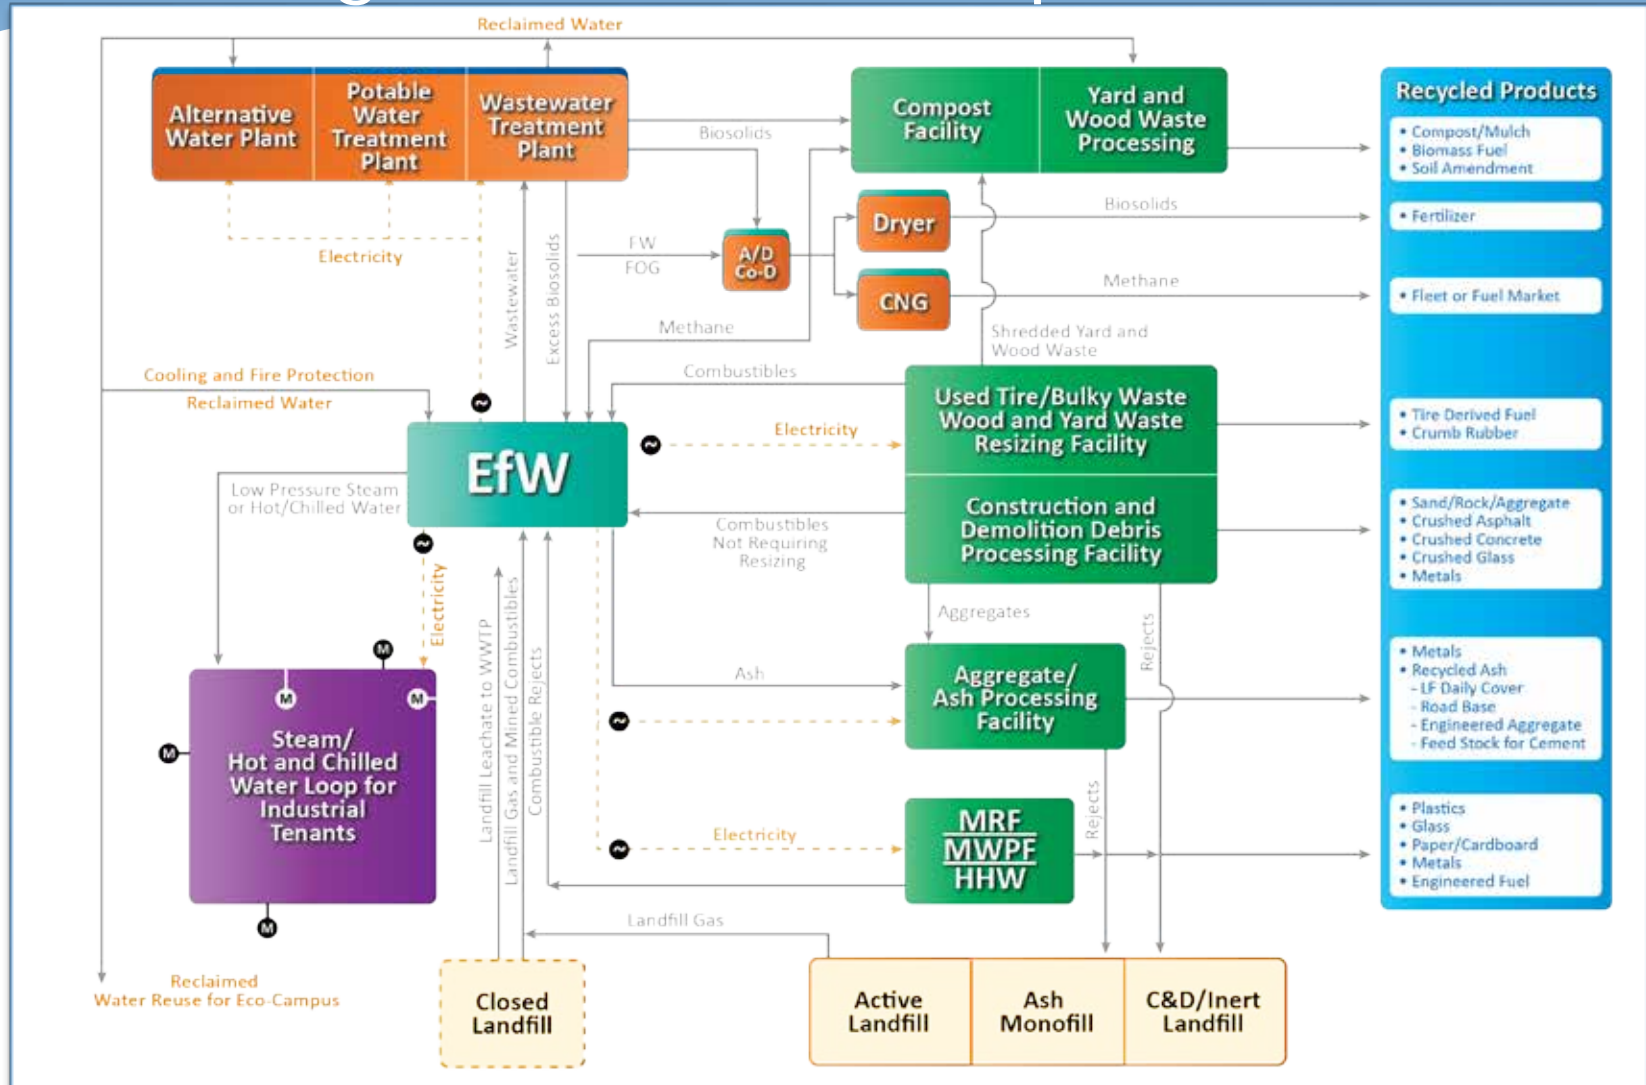 Reclaimed Water
Alternative
Water Plant
Potable
Water
Treatment
Plant
Wastewater
Treatment
Plant
Biosolids
Compost
Facility
Yard and
Wood Waste
Processing
Recycled Products
• Compost/Mulch
• Biomass Fuel
• Soil Amendment
Electricity
Wastewater
Excess Biosolids
FW
FOG
A/D
Co-D
Dryer
Biosolids
• Fertilizer
CNG
Methane
• Fleet or Fuel Market
Methane
Shredded Yard and
Wood Waste
Cooling and Fire Protection
Reclaimed Water
Combustibles
~
EfW
~
Electricity
Used Tire/Bulky Waste
Wood and Yard Waste
Resizing Facility
• Tire Derived Fuel
• Crumb Rubber
Low Pressure Steam
or Hot/Chilled Water
Combustibles
Not Requiring
Resizing
Construction and
Demolition Debris
Processing Facility
• Sand/Rock/Aggregate
• Crushed Asphalt
• Crushed Concrete
• Crushed Glass
• Metals
~
Electricity
Landfill Leachate to WWTP
Landfill Gas and Mined Combustibles
Combustible Rejects
Aggregates
Rejects
Ash
Aggregate/
Ash Processing
Facility
~
• Metals
• Recycled Ash
- LF Daily Cover
- Road Base
- Engineered Aggregate
- Feed Stock for Cement
M
M
M
M
Steam/
Hot and Chilled
Water Loop for
Industrial
Tenants
M
Rejects
~
Electricity
MRF
MWPF
HHW
• Plastics
• Glass
• Paper/Cardboard
• Metals
• Engineered Fuel
Landfill Gas
Reclaimed
Water Reuse for Eco-Campus
Closed
Landfill
Active
Landfill
Ash
Monofill
C&D/Inert
Landfill